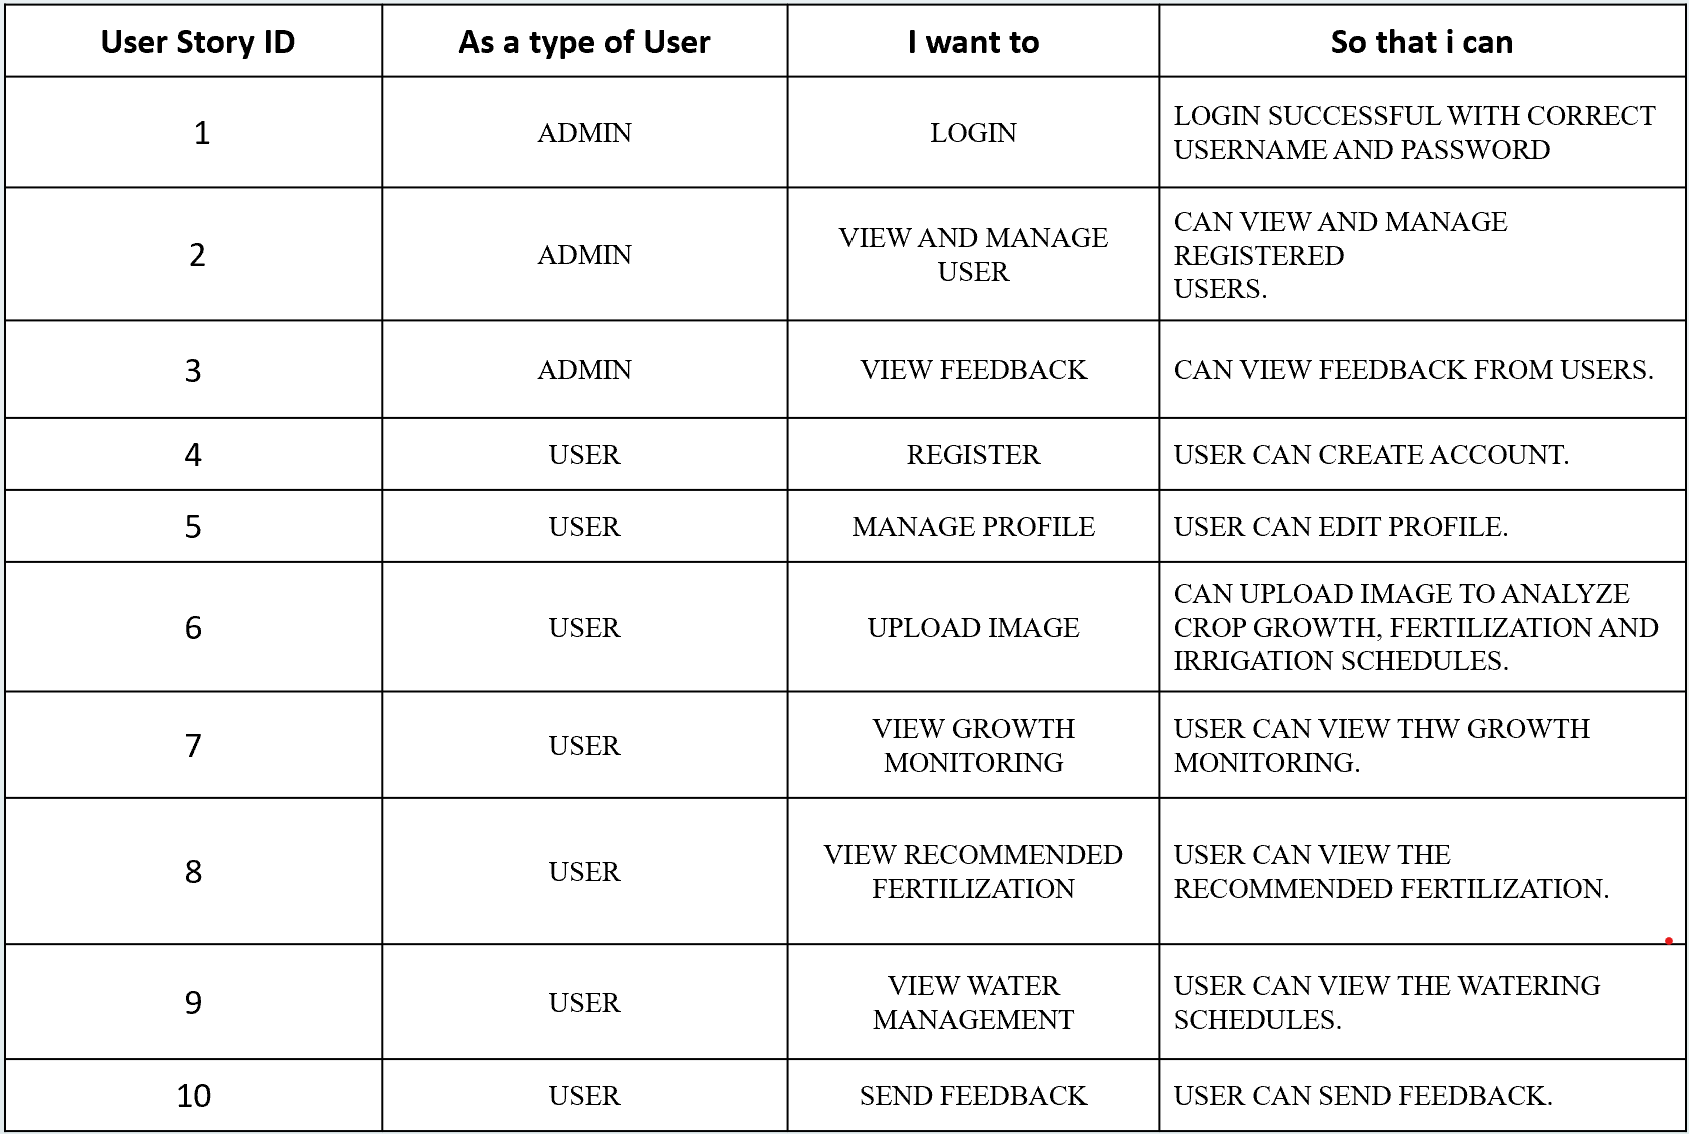 User Story ID
As a type of User
I want to
So that i can
1
ADMIN
LOGIN
LOGIN SUCCESSFUL WITH CORRECT
USERNAME AND PASSWORD
2
ADMIN
VIEW AND MANAGE
USER
CAN VIEW AND MANAGE
REGISTERED
USERS.
3
ADMIN
VIEW FEEDBACK
CAN VIEW FEEDBACK FROM USERS.
4
USER
REGISTER
USER CAN CREATE ACCOUNT.
5
USER
MANAGE PROFILE
USER CAN EDIT PROFILE.
6
USER
UPLOAD IMAGE
CAN UPLOAD IMAGE TO ANALYZE
CROP GROWTH, FERTILIZATION AND
IRRIGATION SCHEDULES.
7
USER
VIEW GROWTH
MONITORING
USER CAN VIEW THW GROWTH
MONITORING.
8
USER
VIEW RECOMMENDED
FERTILIZATION
USER CAN VIEW THE
RECOMMENDED FERTILIZATION.
9
USER
VIEW WATER
MANAGEMENT
USER CAN VIEW THE WATERING
SCHEDULES.
10
USER
SEND FEEDBACK
USER CAN SEND FEEDBACK.